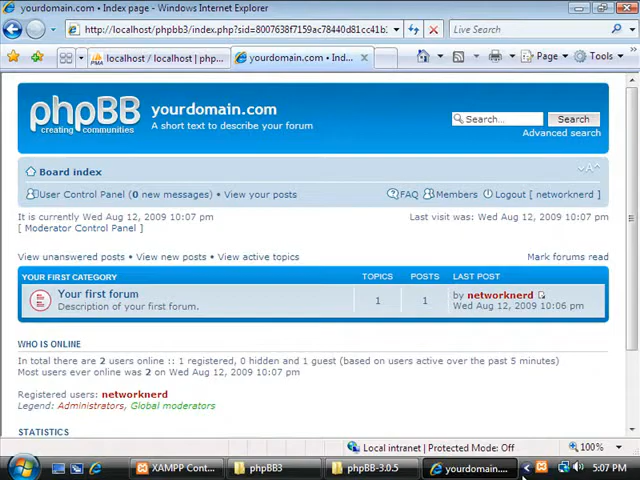 yourdomain.com • Index page - Windows Internet Explorer
http://localhost/phpbb3/index.php?sid=8007638f7159ac78440d81cc41b1
Live Search
localhost / localhost | php...
yourdomain.com • Ind...
Page
Tools
phpBB
creating communities
yourdomain.com
A short text to describe your forum
Search...
Search
Advanced search
Board index
User Control Panel (0 new messages) • View your posts
FAQ
Members
Logout [ networknerd ]
It is currently Wed Aug 12, 2009 10:07 pm
Last visit was: Wed Aug 12, 2009 10:07 pm
[ Moderator Control Panel ]
View unanswered posts • View new posts • View active topics
Mark forums read
YOUR FIRST CATEGORY
TOPICS
POSTS
LAST POST
Your first forum
Description of your first forum.
1
1
by networknerd
Wed Aug 12, 2009 10:06 pm
WHO IS ONLINE
In total there are 2 users online :: 1 registered, 0 hidden and 1 guest (based on users active over the past 5 minutes)
Most users ever online was 2 on Wed Aug 12, 2009 10:07 pm
Registered users: networknerd
Legend: Administrators, Global moderators
STATISTICS
Local intranet | Protected Mode: Off
100%
XAMPP Cont...
phpBB3
phpBB-3.0.5
yourdomain....
5:07 PM